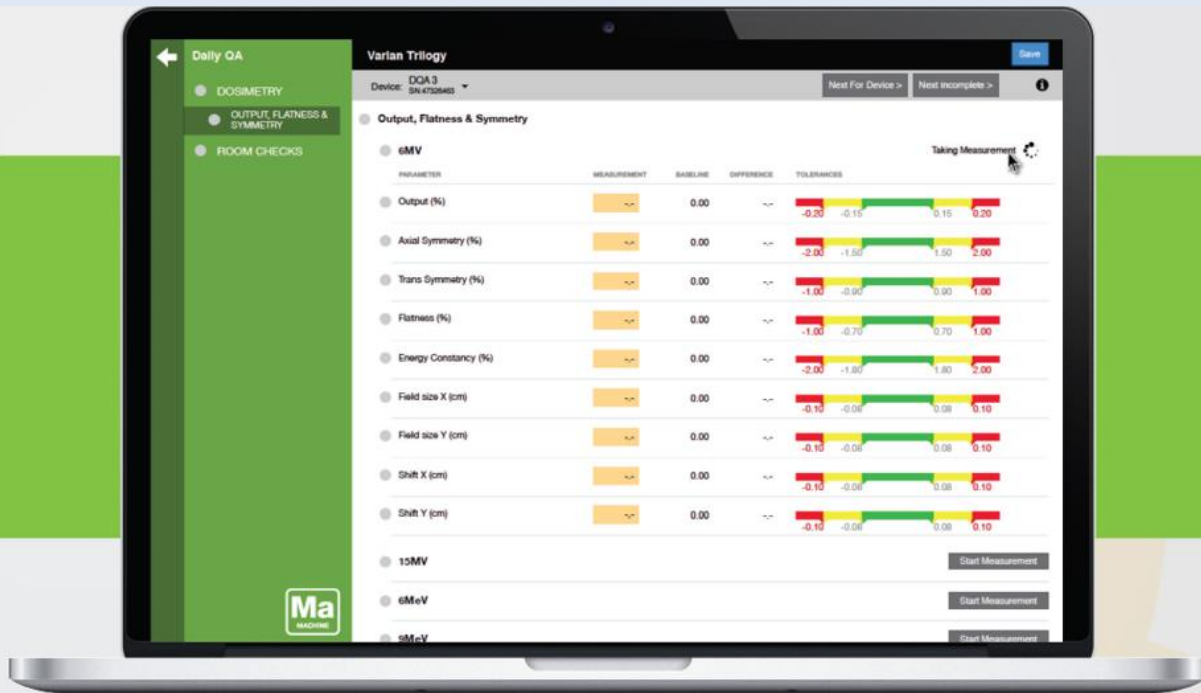 Daily QA
DOSIMETRY
OUTPUT, FLATNESS &
SYMMETRY
ROOM CHECKS
Ma
MACHINE
Varian Trilogy
Save
Device: DQA 3
SN:47326463
Next For Device >
Next Incomplete >
Output, Flatness & Symmetry
6MV
Taking Measurement
PARAMETER MEASUREMENT BASELINE DIFFERENCE TOLERANCES
Output (%) -.- 0.00 -.-
-0.20 -0.15 0.15 0.20
Axial Symmetry (%) -.- 0.00 -.-
-2.00 -1.50 1.50 2.00
Trans Symmetry (%) -.- 0.00 -.-
-1.00 -0.90 0.90 1.00
Flatness (%) -.- 0.00 -.-
-1.00 -0.70 0.70 1.00
Energy Constancy (%) -.- 0.00 -.-
-2.00 -1.80 1.80 2.00
Field size X (cm) -.- 0.00 -.-
-0.10 -0.08 0.08 0.10
Field size Y (cm) -.- 0.00 -.-
-0.10 -0.08 0.08 0.10
Shift X (cm) -.- 0.00 -.-
-0.10 -0.08 0.08 0.10
Shift Y (cm) -.- 0.00 -.-
-0.10 -0.08 0.08 0.10
15MV Start Measurement
6MeV Start Measurement
9MeV Start Measurement